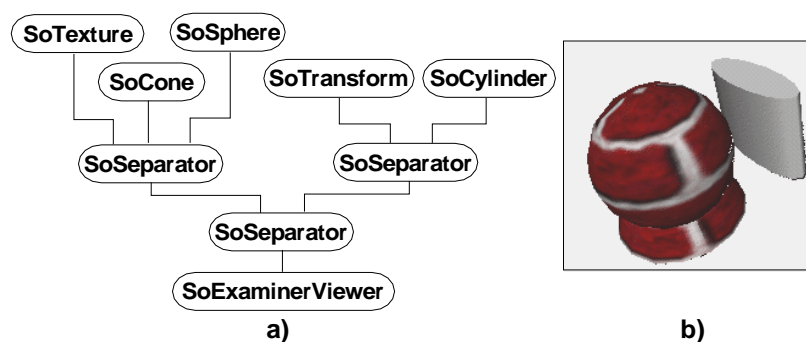 SoTexture
SoSphere
SoCone
SoTransform
SoCylinder
SoSeparator
SoSeparator
SoSeparator
SoExaminerViewer
a)
b)